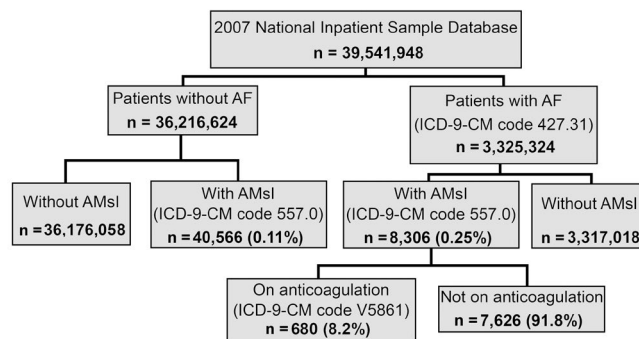 2007 National Inpatient Sample Database
n = 39,541,948
Patients without AF
n = 36,216,624
Patients with AF
(ICD-9-CM code 427.31)
n = 3,325,324
Without AMsI
n =36,176,058
With AMsI
(ICD-9-CM code 557.0)
n =40,566 (0.11%)
With AMsI
(ICD-9-CM code 557.0)
n =8,306 (0.25%)
Without AMsI
n =3,317,018
On anticoagulation
(ICD-9-CM code V5861)
n =680 (8.2%)
Not on anticoagulation
n =7,626 (91.8%)